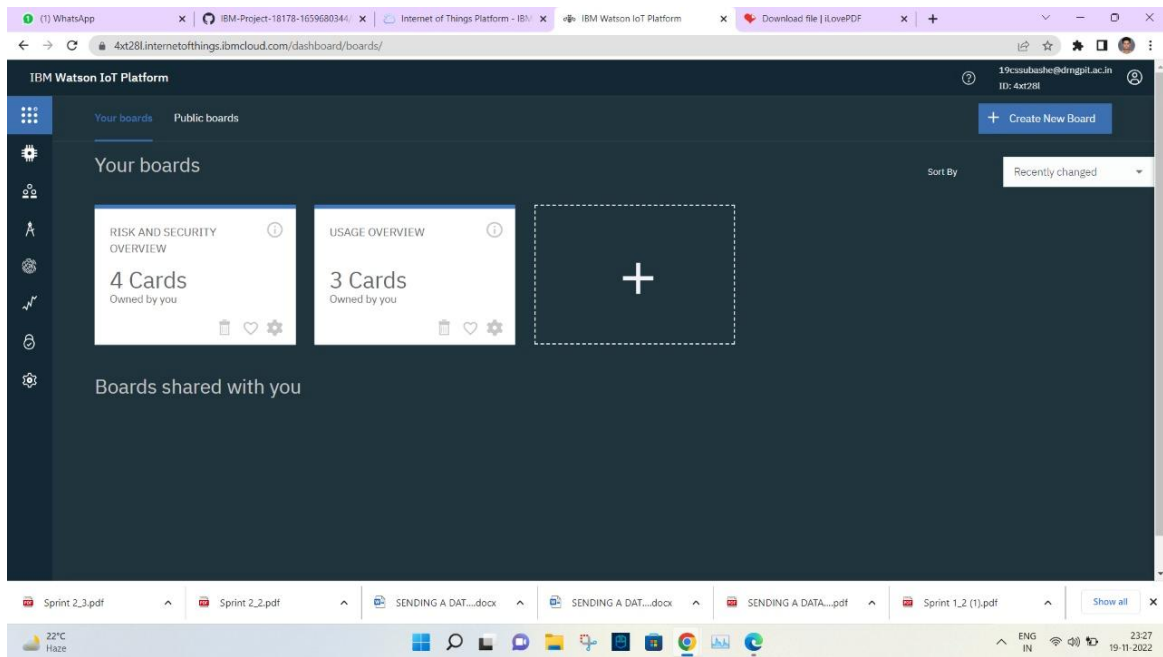 (1) WhatsApp
IBM-Project-18178-1659680344/
Internet of Things Platform - IBM
IBM Watson IoT Platform
Download file | iLovePDF
4xt28l.internetofthings.ibmcloud.com/dashboard/boards/
IBM Watson IoT Platform
19cssubashe@drngpit.ac.in
ID: 4xt28l
Your boards
Public boards
+ Create New Board
Your boards
Sort By
Recently changed
RISK AND SECURITY
OVERVIEW
4 Cards
Owned by you
USAGE OVERVIEW
3 Cards
Owned by you
Boards shared with you
Sprint 2_3.pdf
Sprint 2_2.pdf
SENDING A DAT....docx
SENDING A DAT....docx
SENDING A DATA....pdf
Sprint 1_2 (1).pdf
Show all
22°C
Haze
ENG
IN
23:27
19-11-2022